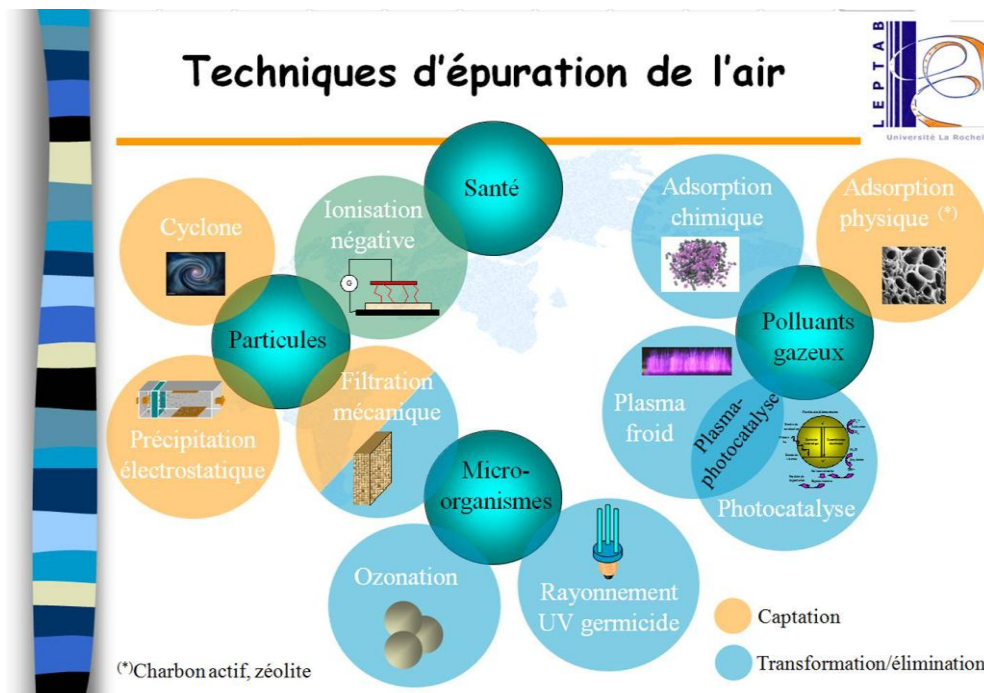 Techniques d'épuration de l'air
LEPTAB
Université La Rochel
Santé
Cyclone
Ionisation
négative
G
Particules
Précipitation
électrostatique
Filtration
mécanique
Micro-
organismes
Ozonation
Rayonnement
UV germicide
Adsorption
chimique
Adsorption
physique (*)
Polluants
gazeux
Plasma
froid
Plasma-
photocatalyse
Photocatalyse
Captation
Transformation/élimination
(*)Charbon actif, zéolite